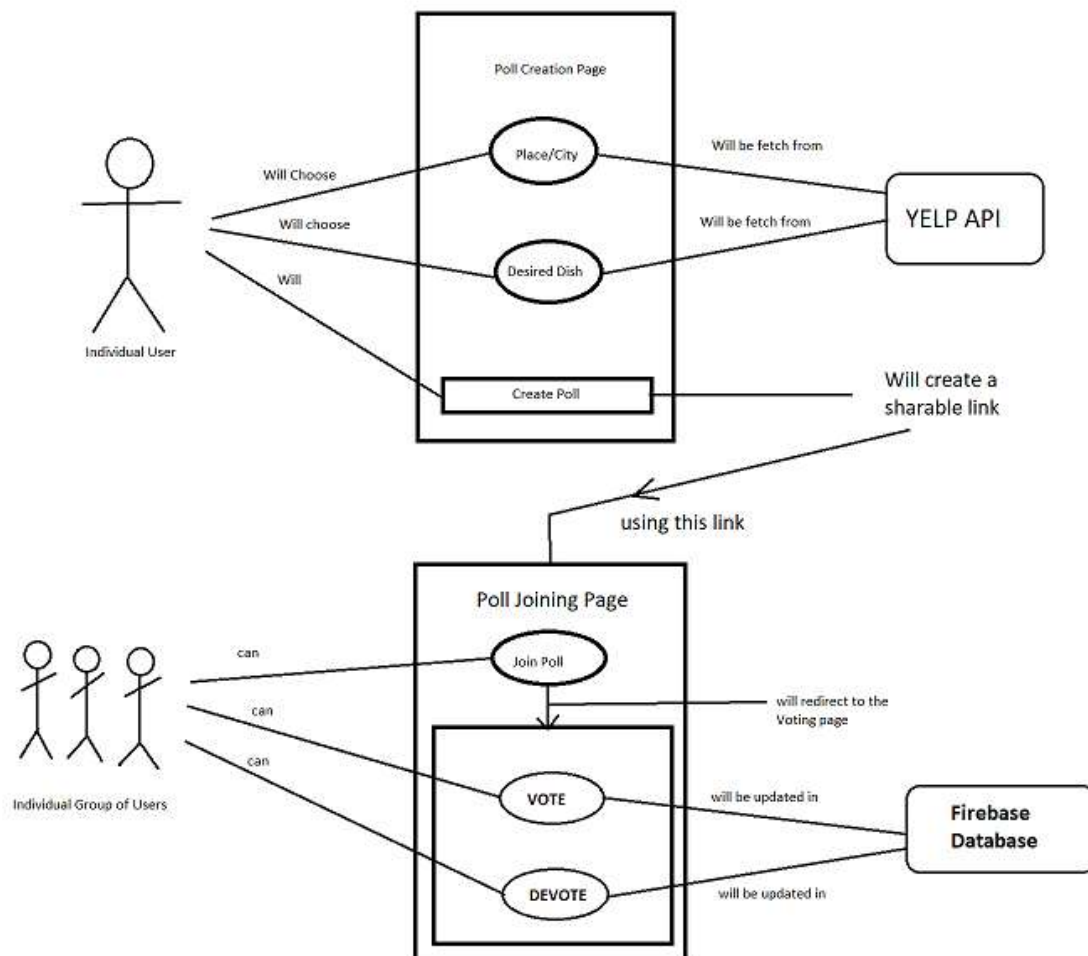 Poll Creation Page
Place/City
Will be fetch from
Will Choose
YELP API
Will choose
Will be fetch from
Desired Dish
Will
Individual User
Create Poll
Will create a
sharable link
using this link
Poll Joining Page
can
Join Poll
can
will redirect to the
Voting page
can
VOTE
will be updated in
Individual Group of Users
Firebase
Database
DEVOTE
will be updated in